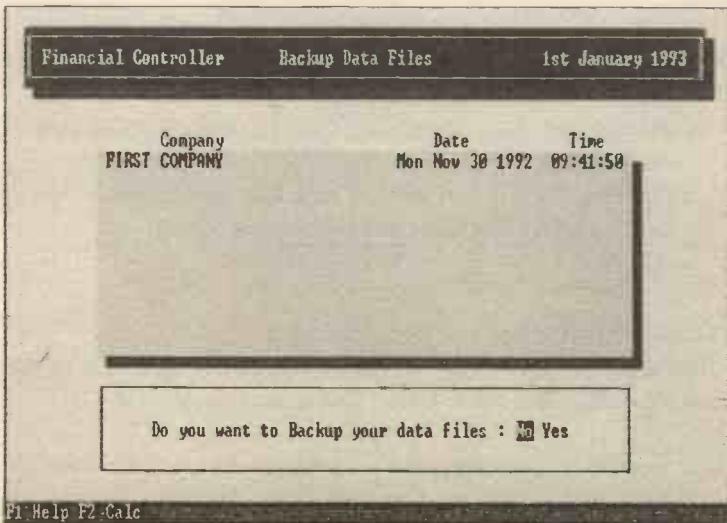 Financial Controller Backup Data Files 1st January 1993
Company Date Time
FIRST COMPANY Mon Nov 30 1992 09:41:50
Do you want to Backup your data files : No Yes
F1 Help F2 Calc